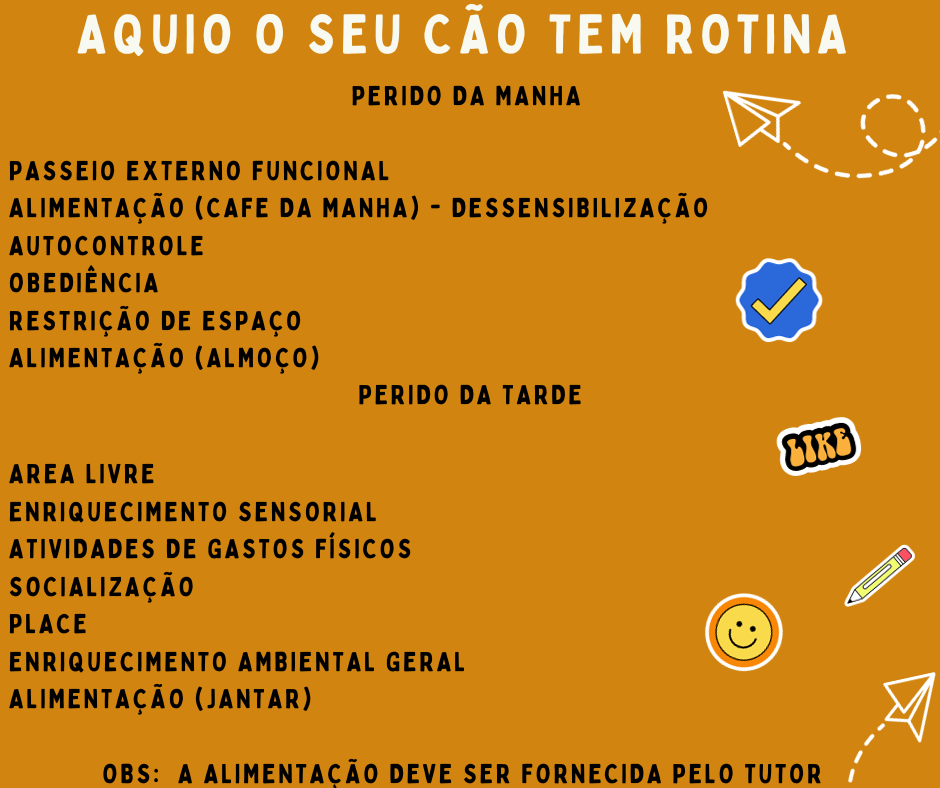 AQUIO O SEU CÃO TEM ROTINA
PERIDO DA MANHA
PASSEIO EXTERNO FUNCIONAL
ALIMENTAÇÃO (CAFE DA MANHA) - DESSENSIBILIZAÇÃO
AUTOCONTROLE
OBEDIÊNCIA
RESTRIÇÃO DE ESPAÇO
ALIMENTAÇÃO (ALMOÇO)
PERIDO DA TARDE
LIKE
AREA LIVRE
ENRIQUECIMENTO SENSORIAL
ATIVIDADES DE GASTOS FÍSICOS
SOCIALIZAÇÃO
PLACE
ENRIQUECIMENTO AMBIENTAL GERAL
ALIMENTAÇÃO (JANTAR)
OBS: A ALIMENTAÇÃO DEVE SER FORNECIDA PELO TUTOR